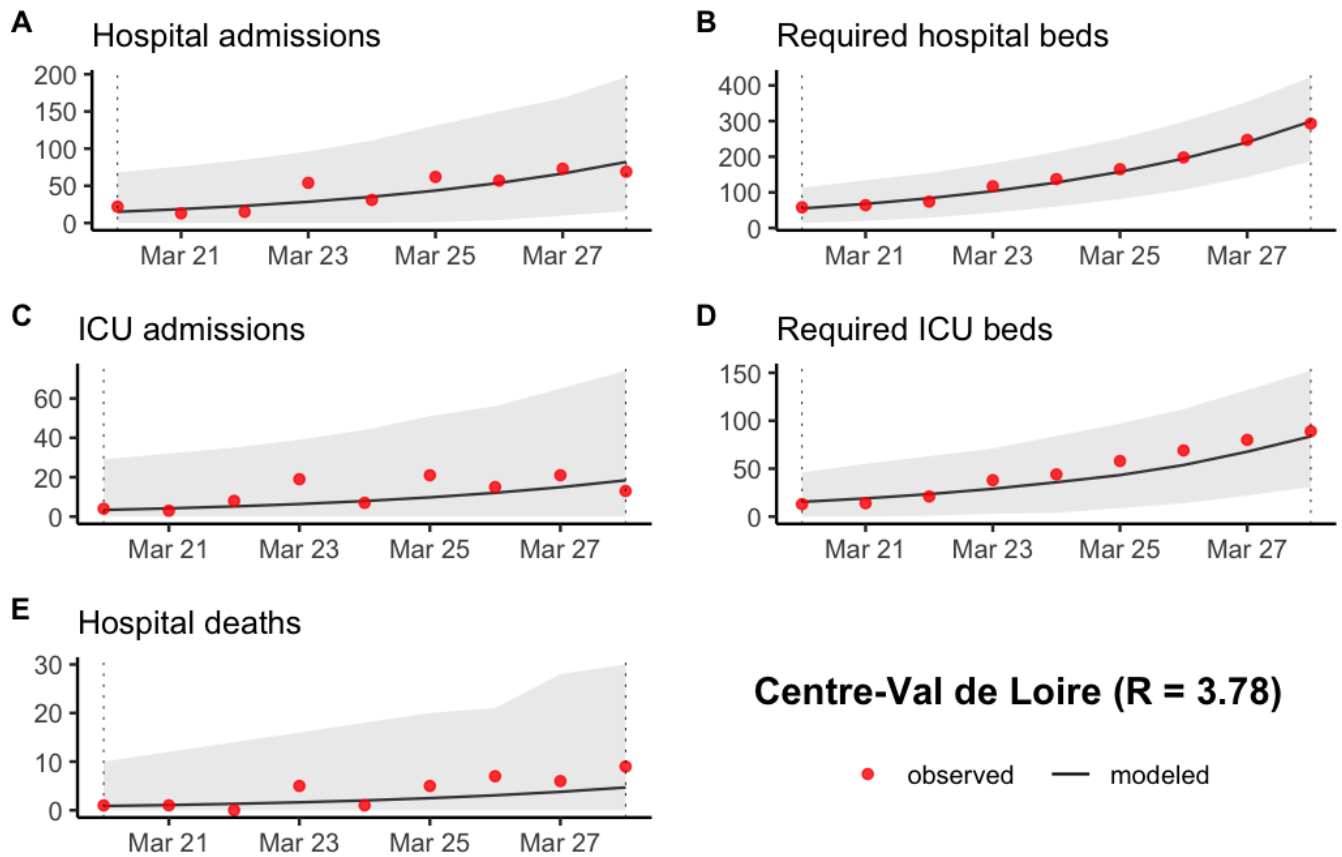 A
Hospital admissions
200
150
100
50
0
Mar 21 Mar 23 Mar 25 Mar 27
B
Required hospital beds
400
300
200
100
0
Mar 21 Mar 23 Mar 25 Mar 27
C
ICU admissions
60
40
20
0
Mar 21 Mar 23 Mar 25 Mar 27
D
Required ICU beds
150
100
50
0
Mar 21 Mar 23 Mar 25 Mar 27
E
Hospital deaths
30
20
10
0
Mar 21 Mar 23 Mar 25 Mar 27
Centre-Val de Loire (R = 3.78)
observed modeled